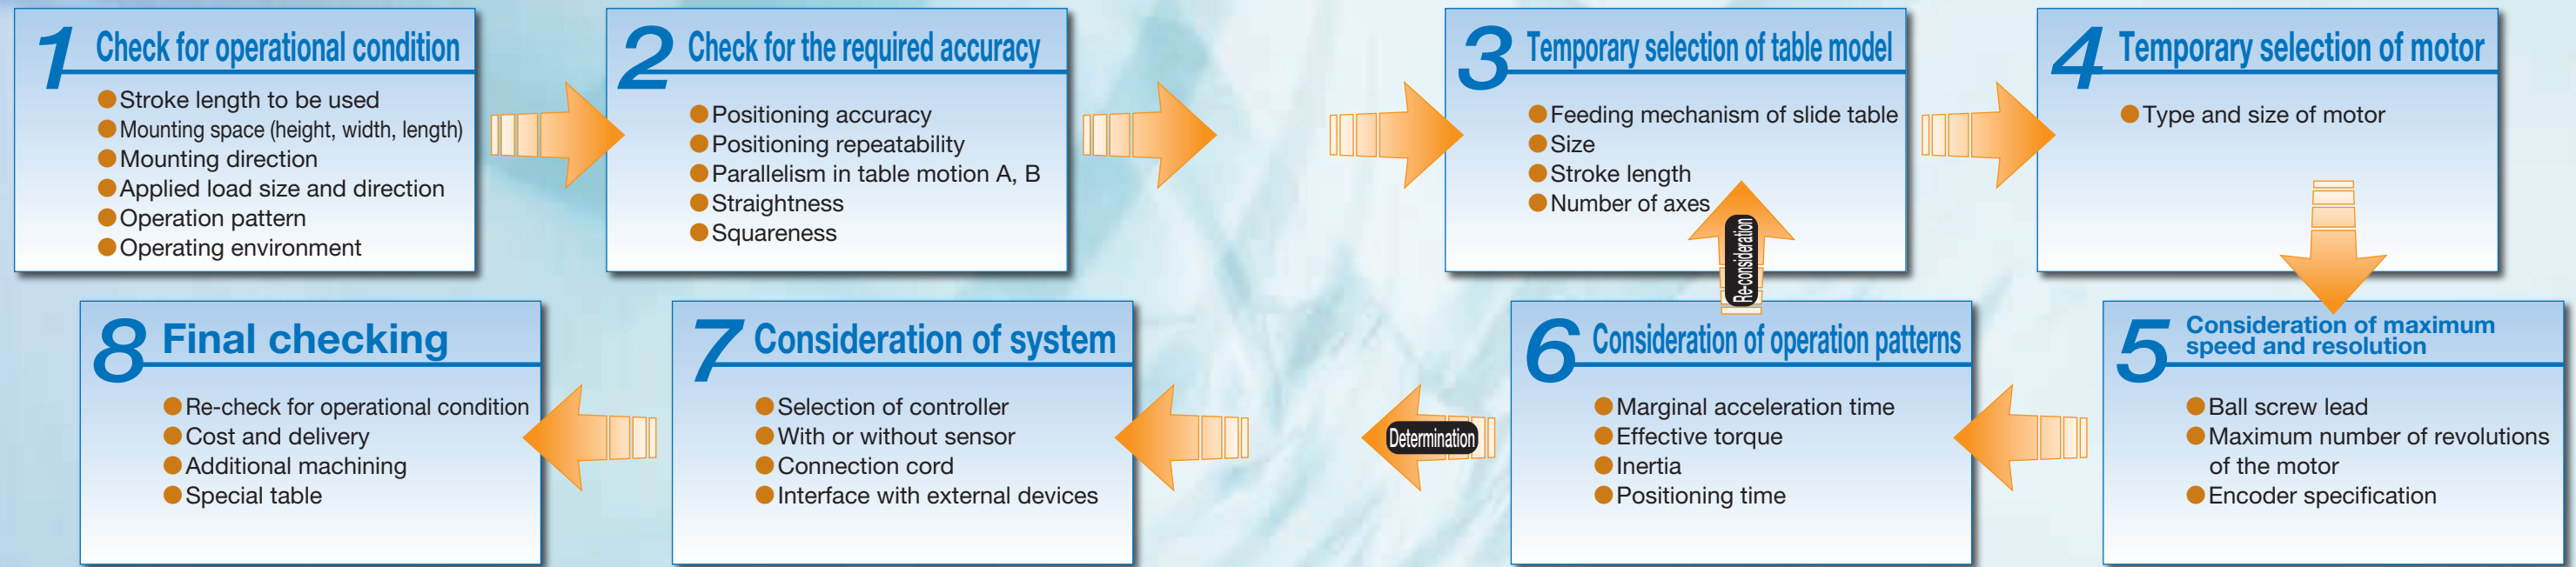 1 Check for operational condition
●Stroke length to be used
●Mounting space (height, width, length)
●Mounting direction
●Applied load size and direction
●Operation pattern
●Operating environment
2 Check for the required accuracy
●Positioning accuracy
●Positioning repeatability
●Parallelism in table motion A, B
●Straightness
●Squareness
3 Temporary selection of table model
●Feeding mechanism of slide table
●Size
●Stroke length
●Number of axes
4 Temporary selection of motor
●Type and size of motor
5 Consideration of maximum
speed and resolution
●Ball screw lead
●Maximum number of revolutions
of the motor
●Encoder specification
6 Consideration of operation patterns
●Marginal acceleration time
●Effective torque
●Inertia
●Positioning time
Re-consideration
Determination
7 Consideration of system
●Selection of controller
●With or without sensor
●Connection cord
●Interface with external devices
8 Final checking
●Re-check for operational condition
●Cost and delivery
●Additional machining
●Special table